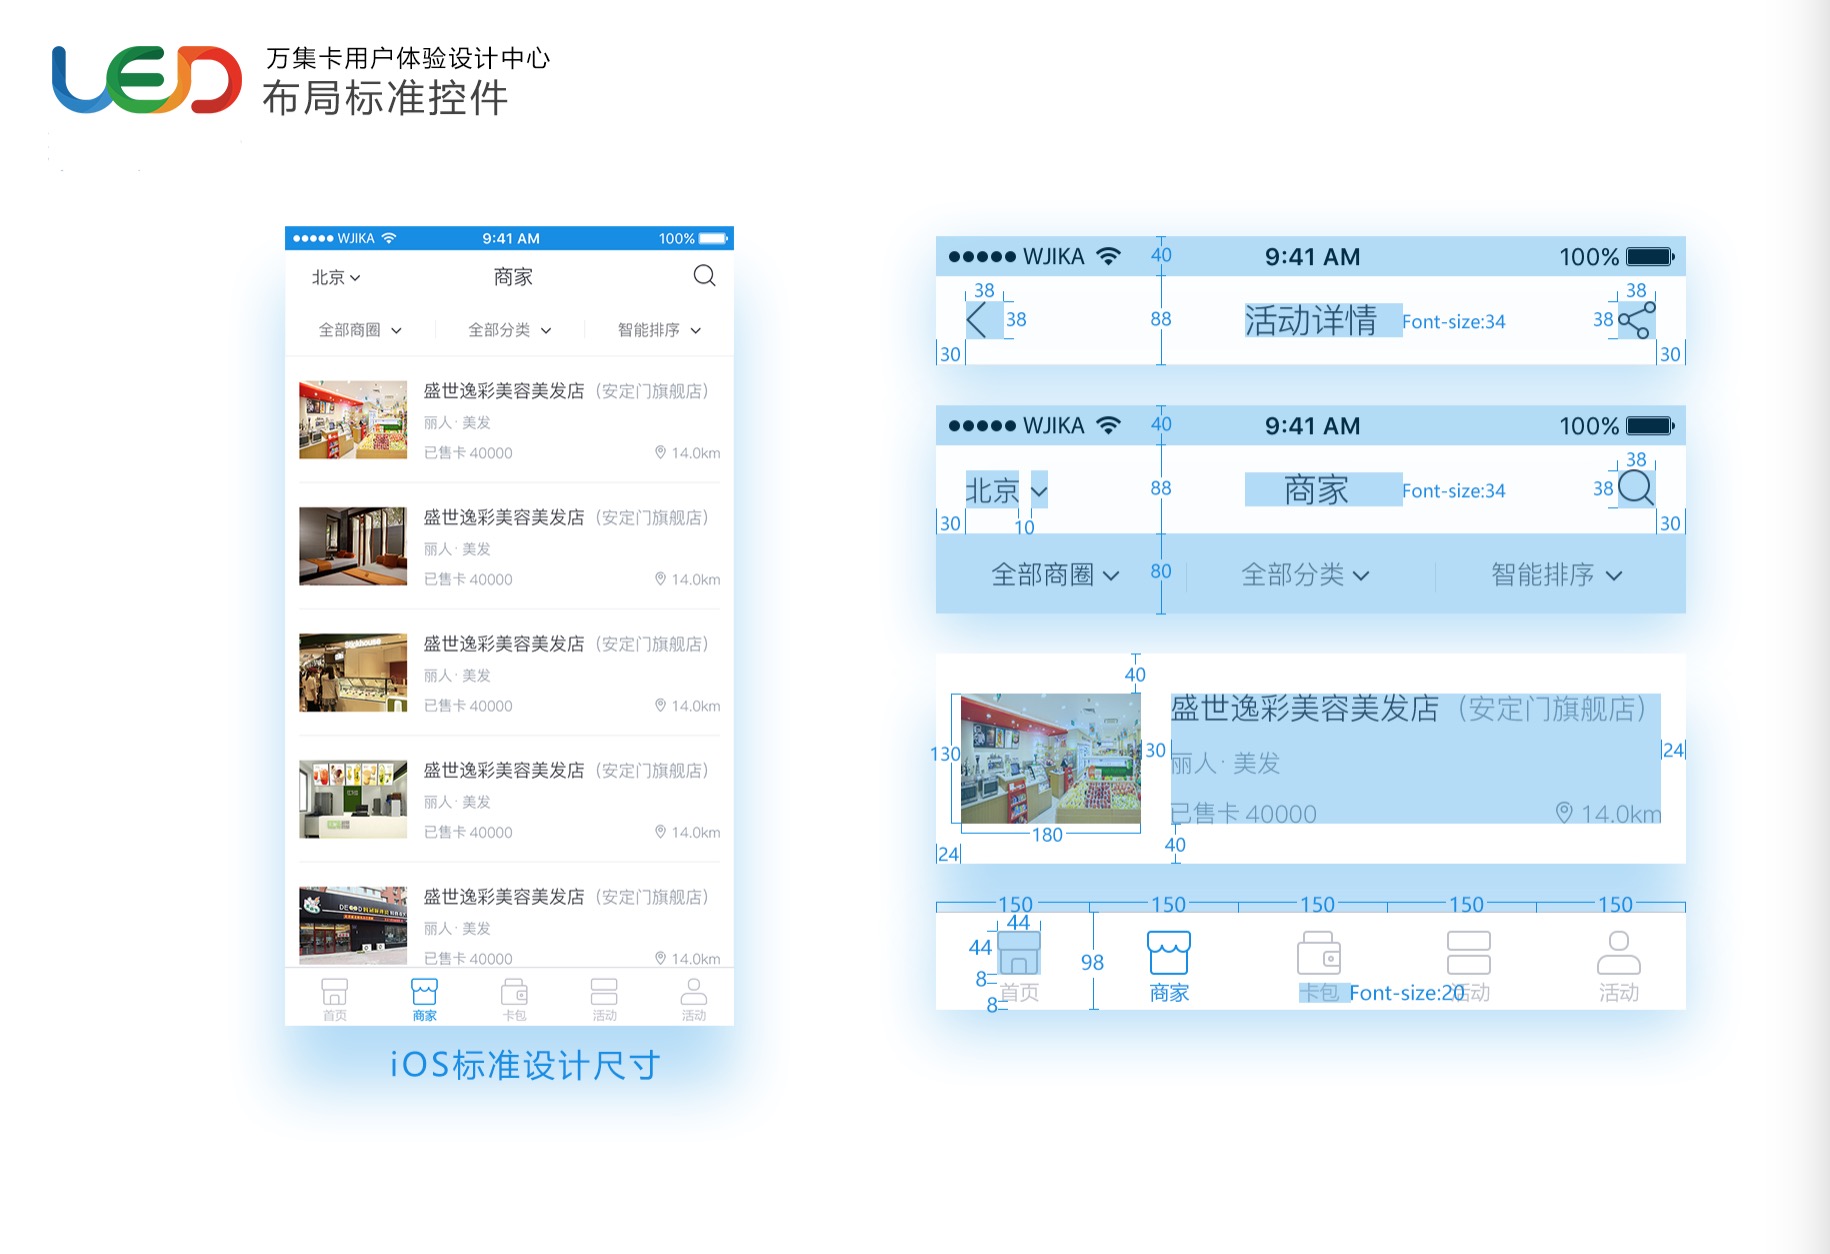 UED
万集卡用户体验设计中心
布局标准控件
WJIKA 9:41 AM 100%
北京 商家
全部商圈 全部分类 智能排序
盛世逸彩美容美发店（安定门旗舰店）
丽人·美发
已售卡 40000 14.0km
盛世逸彩美容美发店（安定门旗舰店）
丽人·美发
已售卡 40000 14.0km
盛世逸彩美容美发店（安定门旗舰店）
丽人·美发
已售卡 40000 14.0km
盛世逸彩美容美发店（安定门旗舰店）
丽人·美发
已售卡 40000 14.0km
盛世逸彩美容美发店（安定门旗舰店）
丽人·美发
已售卡 40000 14.0km
首页 商家 卡包 活动 活动
iOS标准设计尺寸
WJIKA 40 9:41 AM 100%
38 38
38 88 活动详情 Font-size:34 38
30 30
WJIKA 40 9:41 AM 100%
38
北京 88 商家 Font-size:34 38
30 10 30
全部商圈 80 全部分类 智能排序
40
盛世逸彩美容美发店（安定门旗舰店）
130 30 24
丽人·美发
已售卡 40000 14.0km
180
24 40
150 150 150 150 150
44
44 98
8
首页 商家 卡包 Font-size:20 活动 活动
8